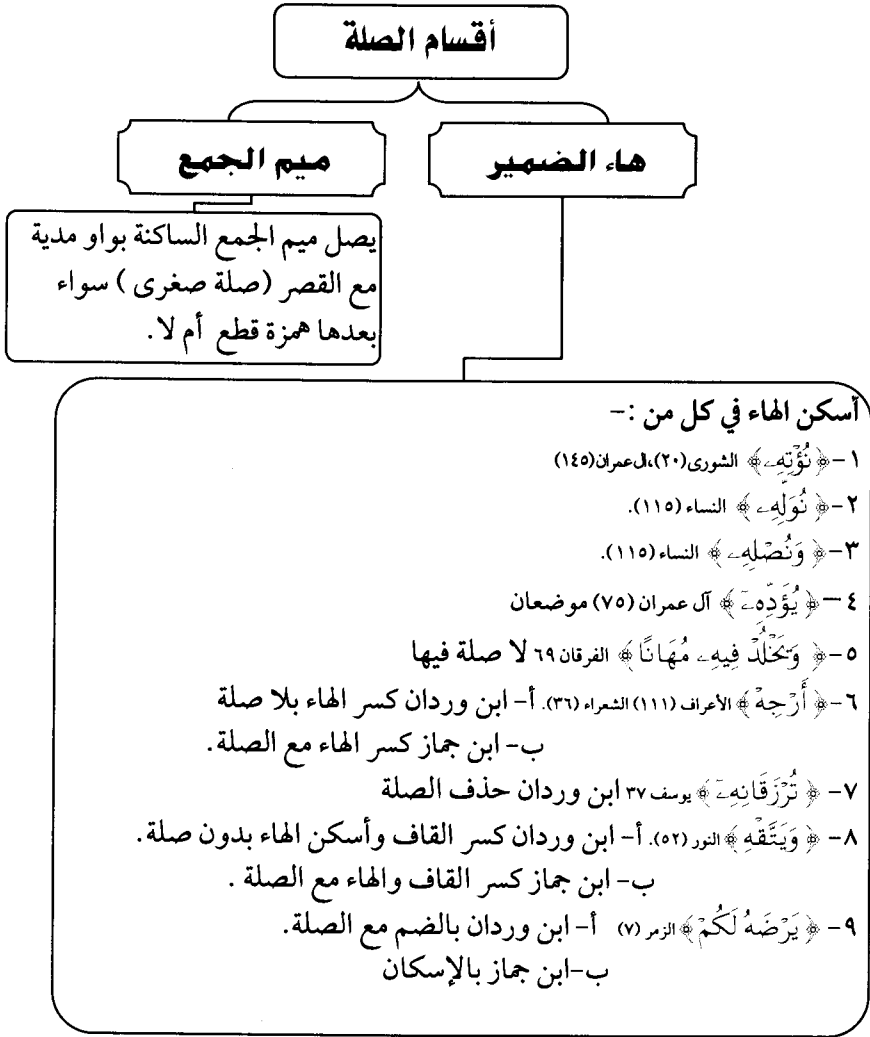 أقسام الصلة
هاء الضمير
ميم الجمع
يصل ميم الجمع الساكنة بواو مدية
مع القصر (صلة صغرى) سواء
بعدها همزة قطع أم لا.
أسكن الهاء في كل من :-
١-﴿نُؤْتِهِۦ﴾ الشورى(٢٠)،ال عمران(١٤٥)
٢-﴿نُوَلِّهِۦ﴾ النساء (١١٥).
٣-﴿وَنُصْلِهِۦ﴾ النساء (١١٥).
٤-﴿يُؤَدِّهِۦٓ﴾ آل عمران (٧٥) موضعان
٥-﴿وَيَخْلُدْ فِيهِۦ مُهَانًا﴾ الفرقان ٦٩ لا صلة فيها
٦-﴿أَرْجِهْ﴾ الأعراف (١١١) الشعراء (٣٦). أ- ابن وردان كسر الهاء بلا صلة
ب- ابن جماز كسر الهاء مع الصلة.
٧- ﴿تُرْزَقَانِهِۦٓ﴾ يوسف ٣٧ ابن وردان حذف الصلة
٨- ﴿وَيَتَّقْهِ﴾ النور (٥٢). أ- ابن وردان كسر القاف وأسكن الهاء بدون صلة.
ب- ابن جماز كسر القاف والهاء مع الصلة .
٩- ﴿يَرْضَهُ لَكُمْ﴾ الزمر (٧) أ- ابن وردان بالضم مع الصلة.
ب-ابن جماز بالإسكان